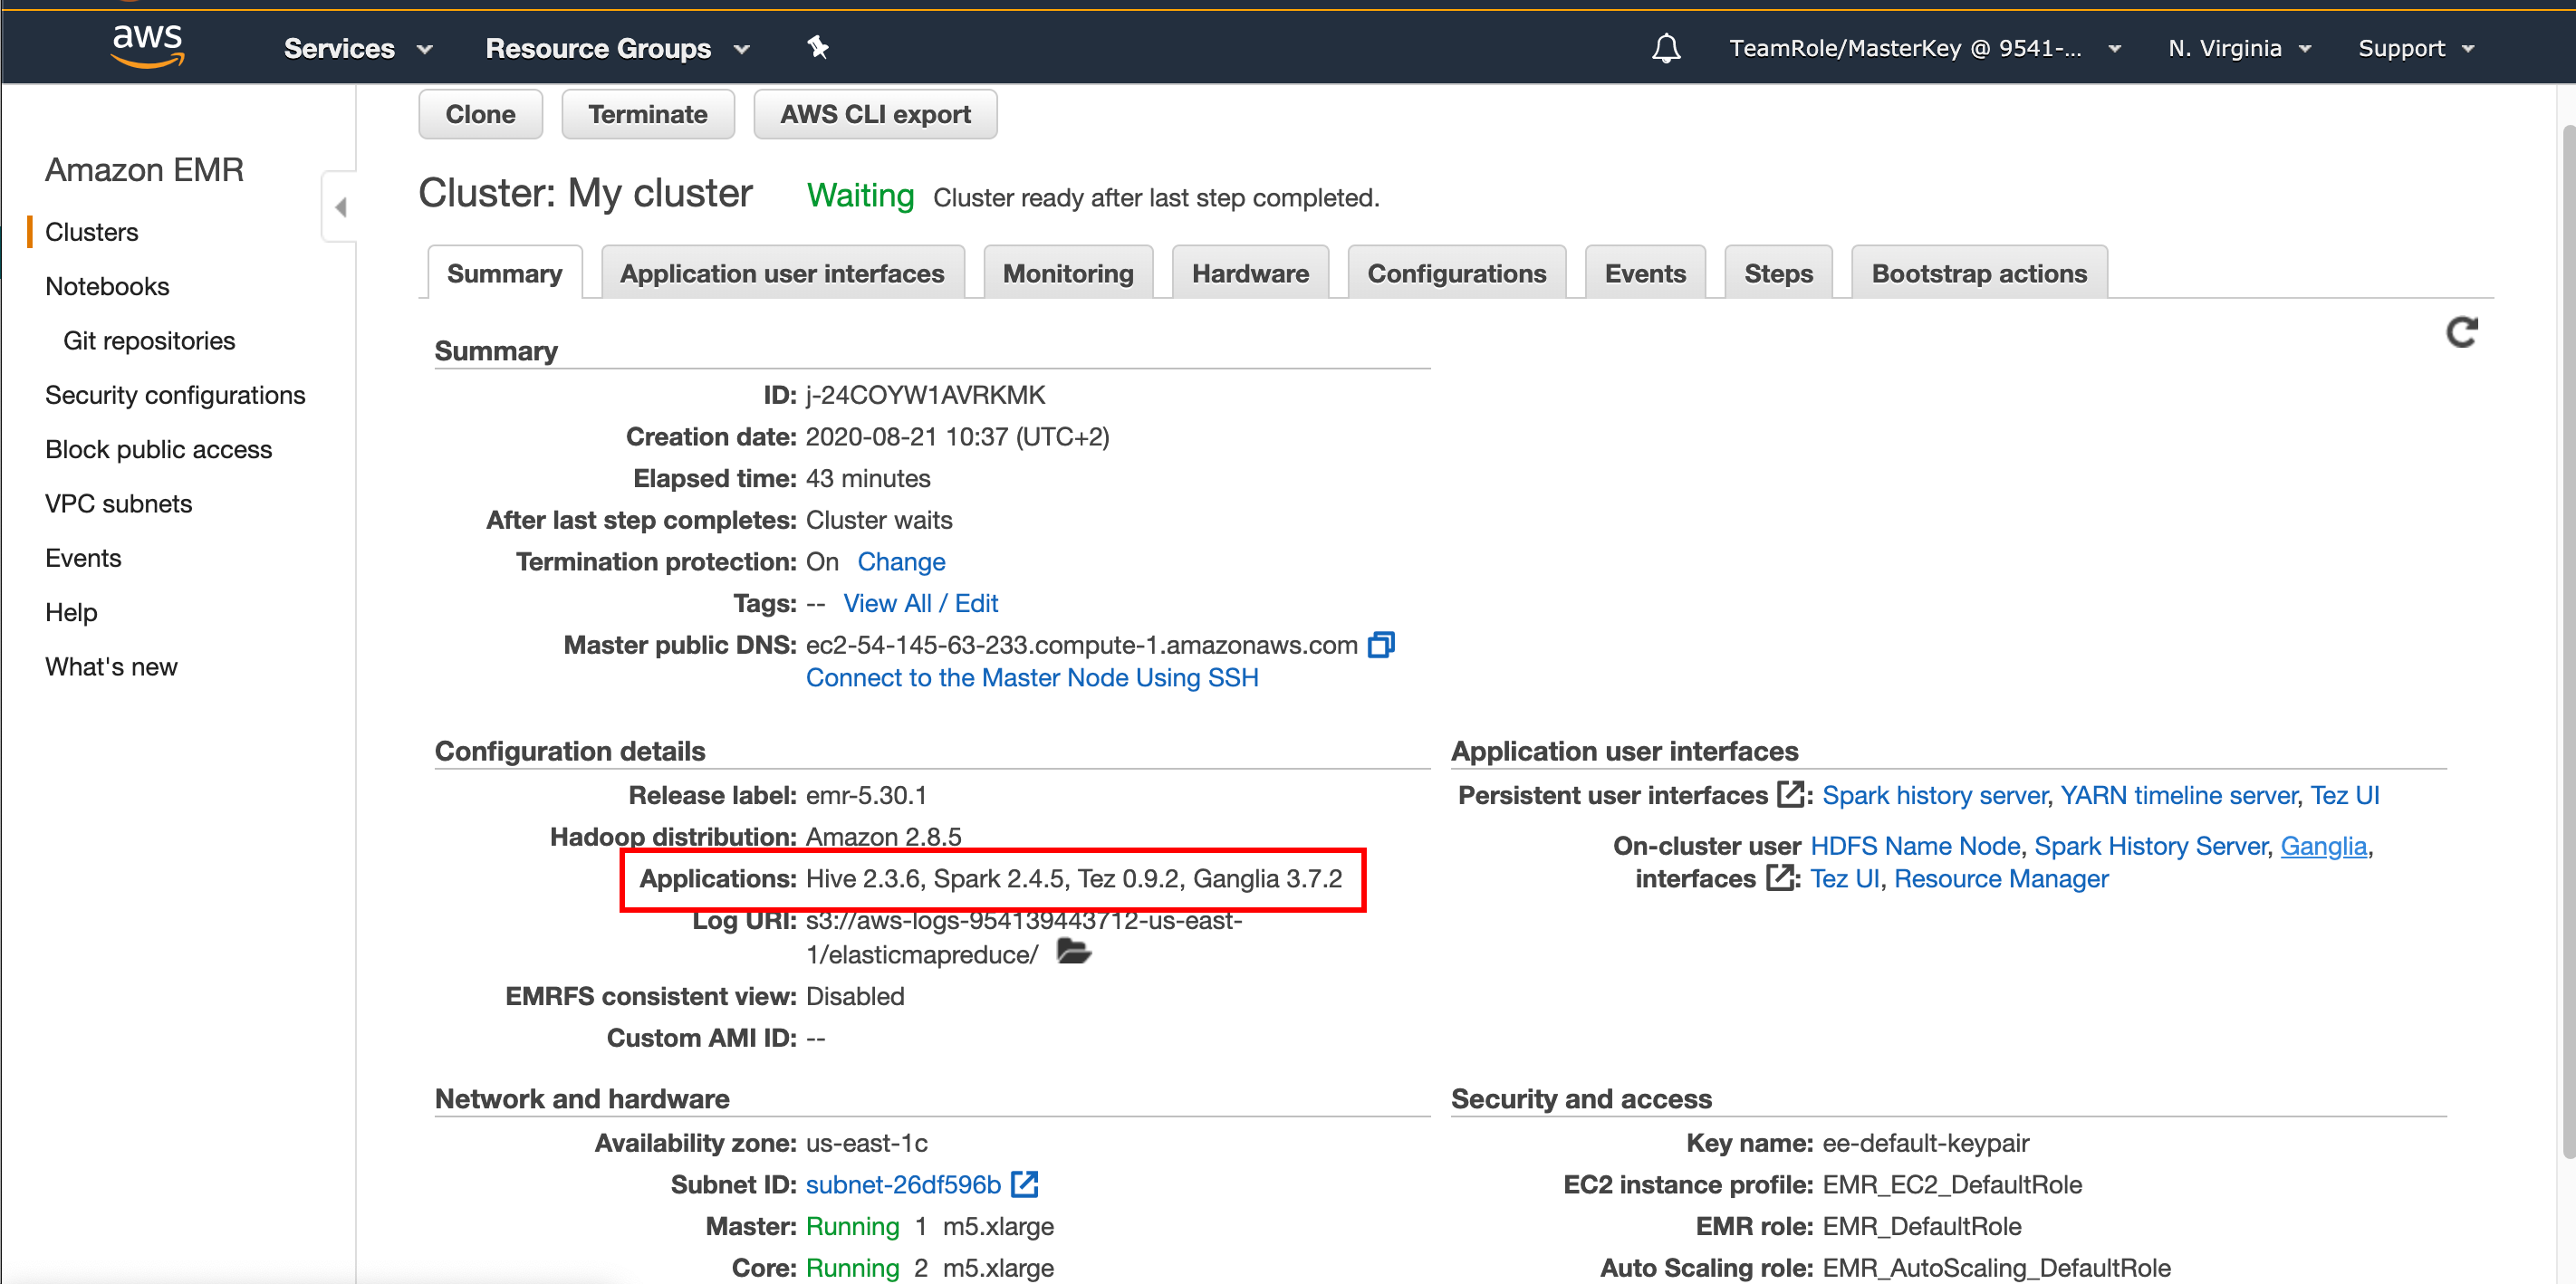 aws Services Resource Groups TeamRole/MasterKey @ 9541-... N. Virginia Support
Clone Terminate AWS CLI export
Amazon EMR
Clusters
Notebooks
Git repositories
Security configurations
Block public access
VPC subnets
Events
Help
What's new
Cluster: My cluster Waiting Cluster ready after last step completed.
Summary Application user interfaces Monitoring Hardware Configurations Events Steps Bootstrap actions
Summary
ID: j-24COYW1AVRKMK
Creation date: 2020-08-21 10:37 (UTC+2)
Elapsed time: 43 minutes
After last step completes: Cluster waits
Termination protection: On Change
Tags: -- View All / Edit
Master public DNS: ec2-54-145-63-233.compute-1.amazonaws.com
Connect to the Master Node Using SSH
Configuration details
Release label: emr-5.30.1
Hadoop distribution: Amazon 2.8.5
Applications: Hive 2.3.6, Spark 2.4.5, Tez 0.9.2, Ganglia 3.7.2
Log URI: s3://aws-logs-954139443712-us-east-
1/elasticmapreduce/
EMRFS consistent view: Disabled
Custom AMI ID: --
Application user interfaces
Persistent user interfaces : Spark history server, YARN timeline server, Tez UI
On-cluster user HDFS Name Node, Spark History Server, Ganglia,
interfaces : Tez UI, Resource Manager
Network and hardware
Availability zone: us-east-1c
Subnet ID: subnet-26df596b
Master: Running 1 m5.xlarge
Core: Running 2 m5.xlarge
Security and access
Key name: ee-default-keypair
EC2 instance profile: EMR_EC2_DefaultRole
EMR role: EMR_DefaultRole
Auto Scaling role: EMR_AutoScaling_DefaultRole